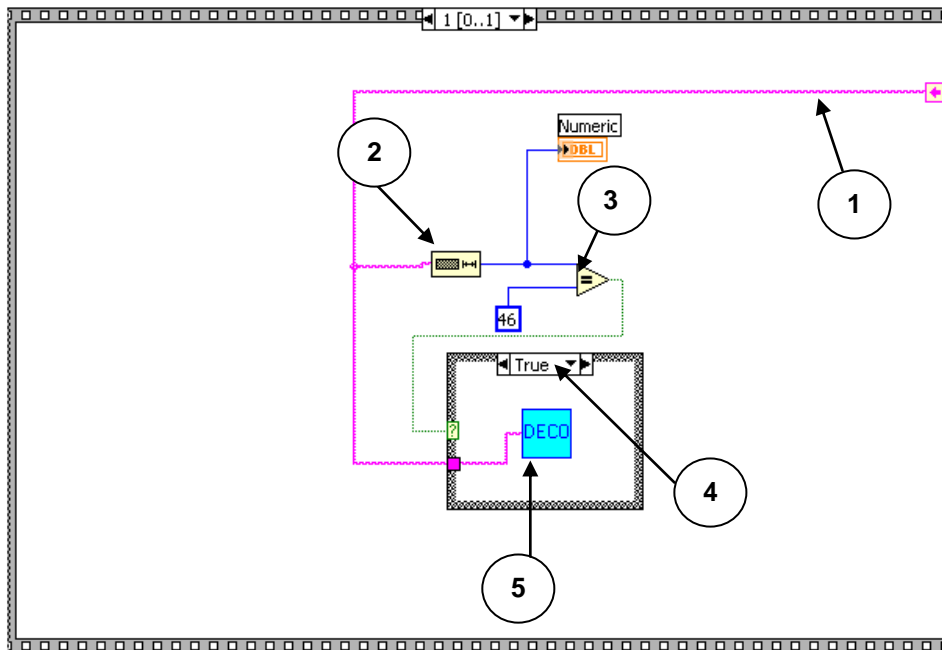 1 [0..1]
Numeric
DBL
2
3
1
=
46
True
?
DECO
4
5